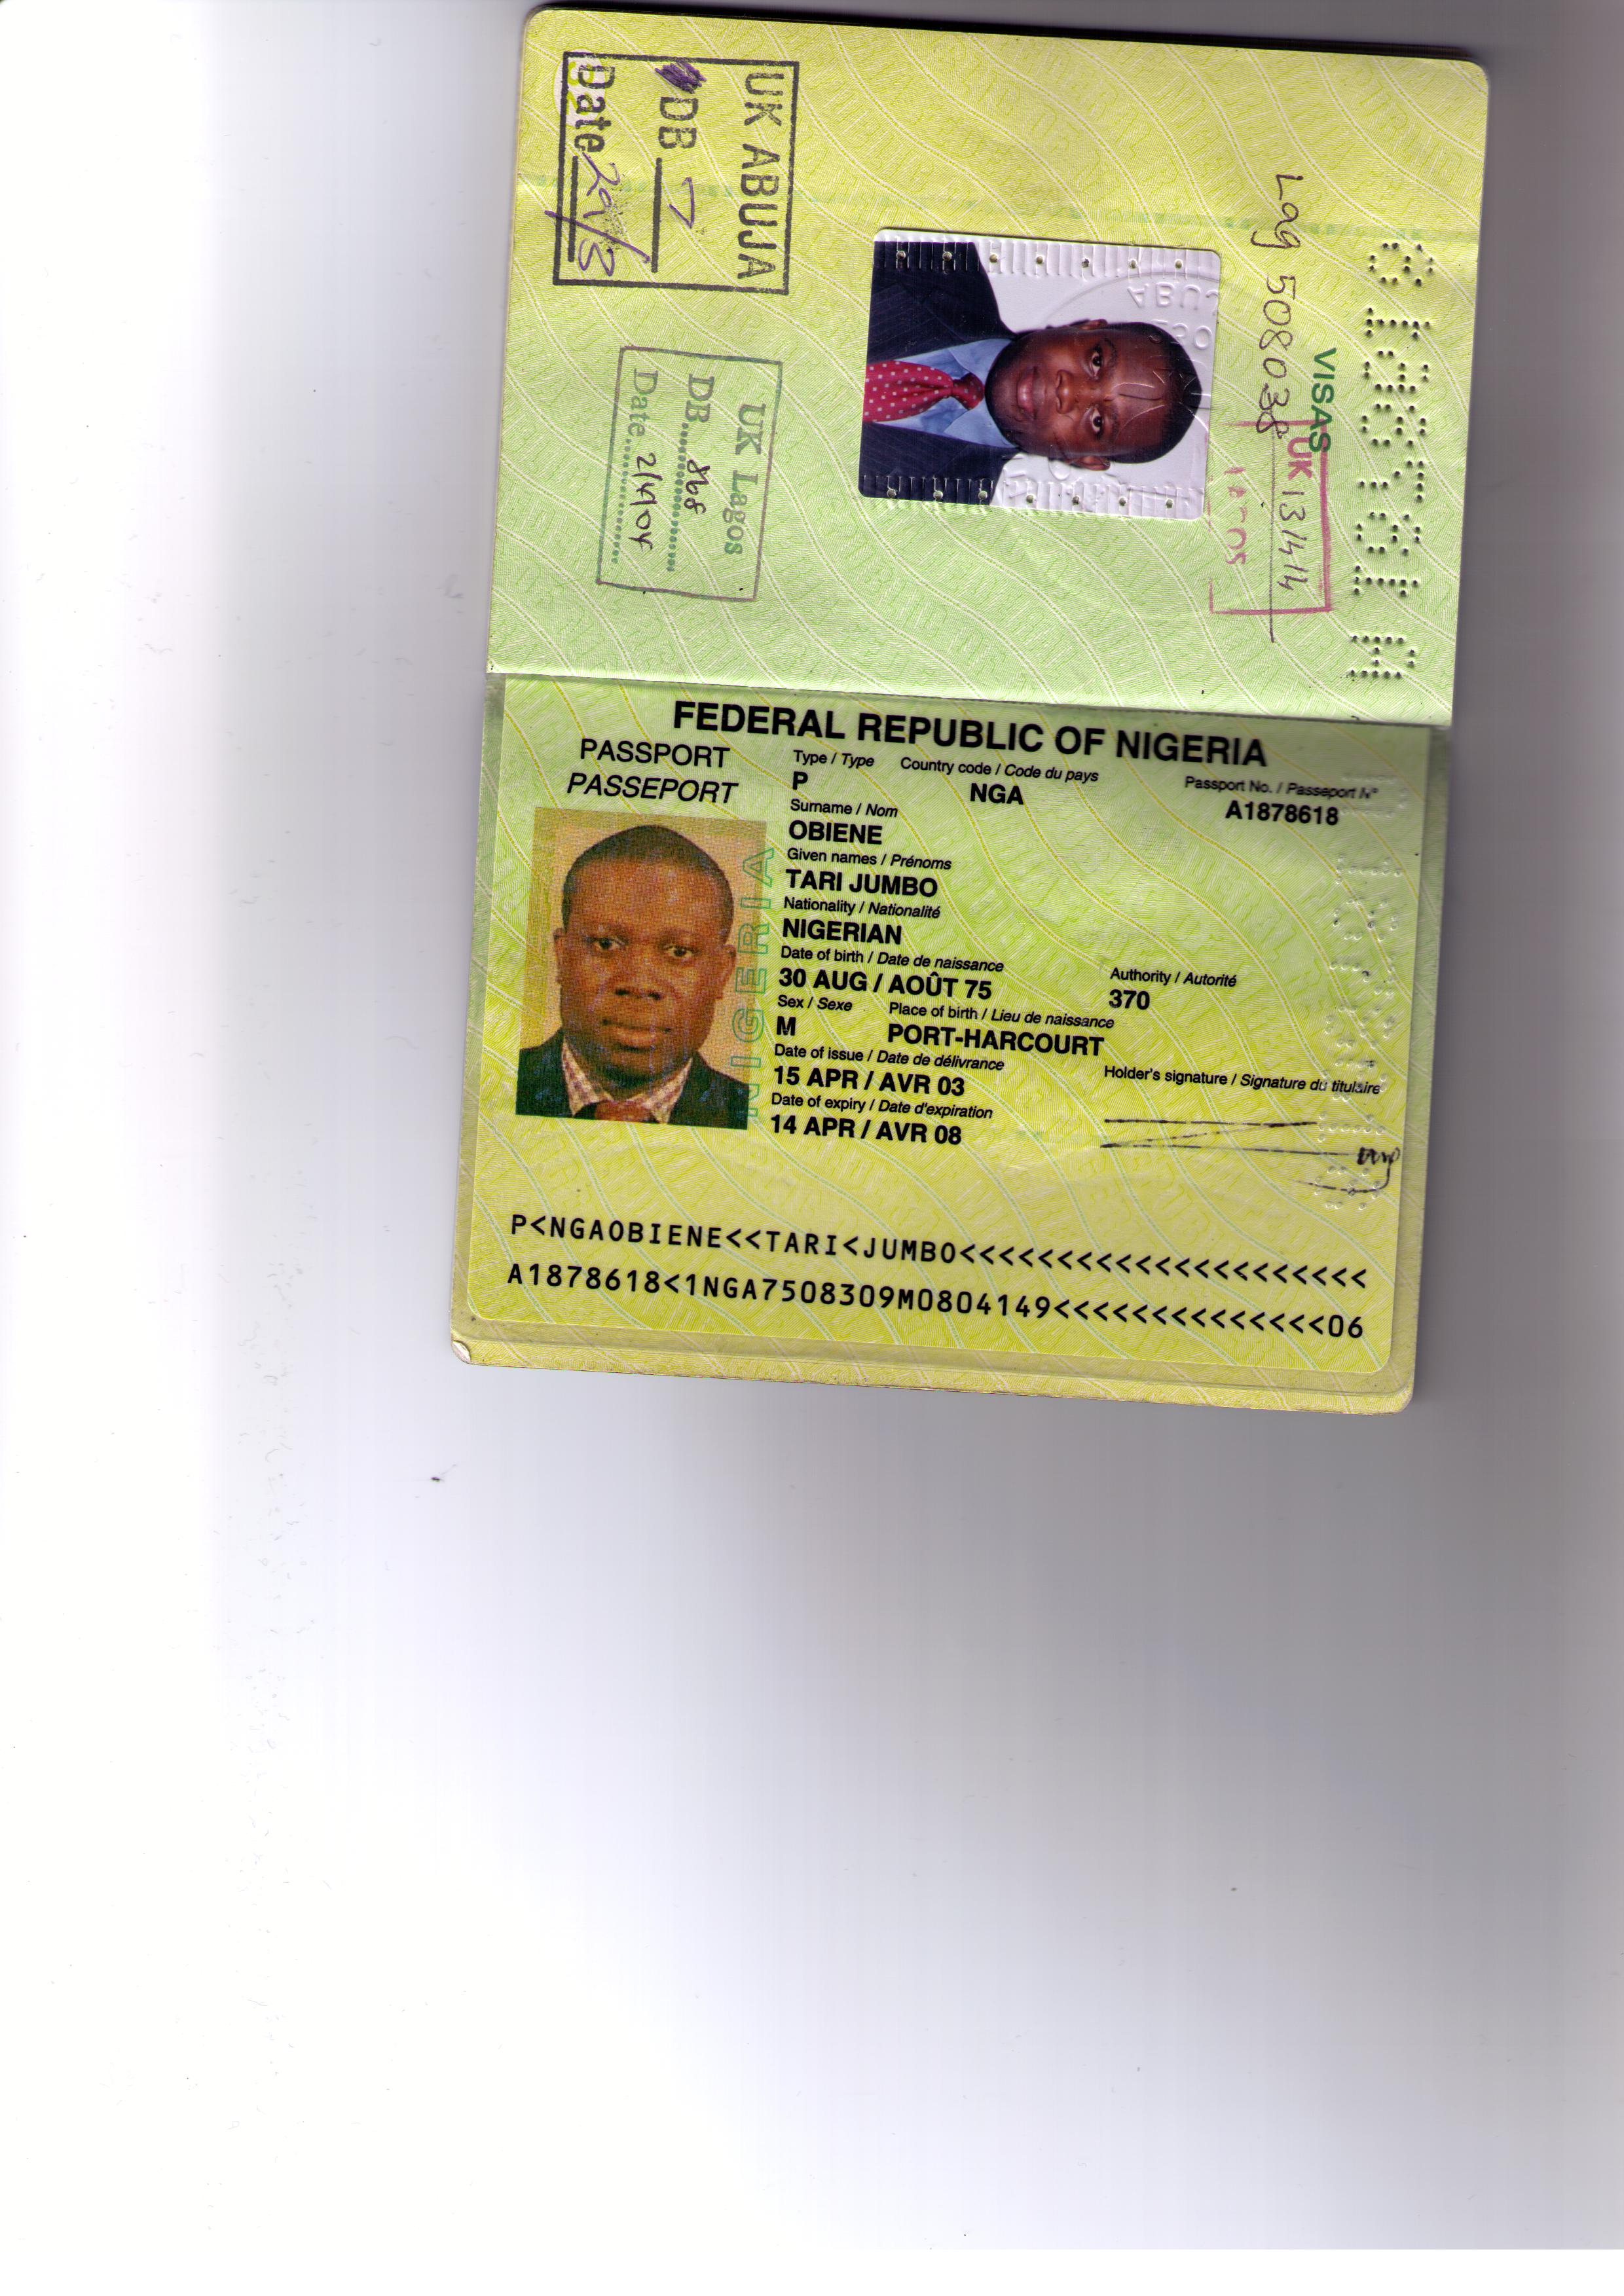 UK ABUJA
DB 7
Date 29/3
UK Lagos
DB 868
Date 2/4/04
VISAS
Lag 508038
UK 13/4/4
FEDERAL REPUBLIC OF NIGERIA
PASSPORT
PASSEPORT
Type / Type Country code / Code du pays Passport No. / Passeport N°
P NGA A1878618
Surname / Nom
OBIENE
Given names / Prénoms
TARI JUMBO
Nationality / Nationalité
NIGERIAN
Date of birth / Date de naissance Authority / Autorité
30 AUG / AOÛT 75 370
Sex / Sexe Place of birth / Lieu de naissance
M PORT-HARCOURT
Date of issue / Date de délivrance Holder's signature / Signature du titulaire
15 APR / AVR 03
Date of expiry / Date d'expiration
14 APR / AVR 08
NIGERIA
P<NGAOBIENE<<TARI<JUMBO<<<<<<<<<<<<<<<<<<<<<
A1878618<1NGA7508309M0804149<<<<<<<<<<<<<<06